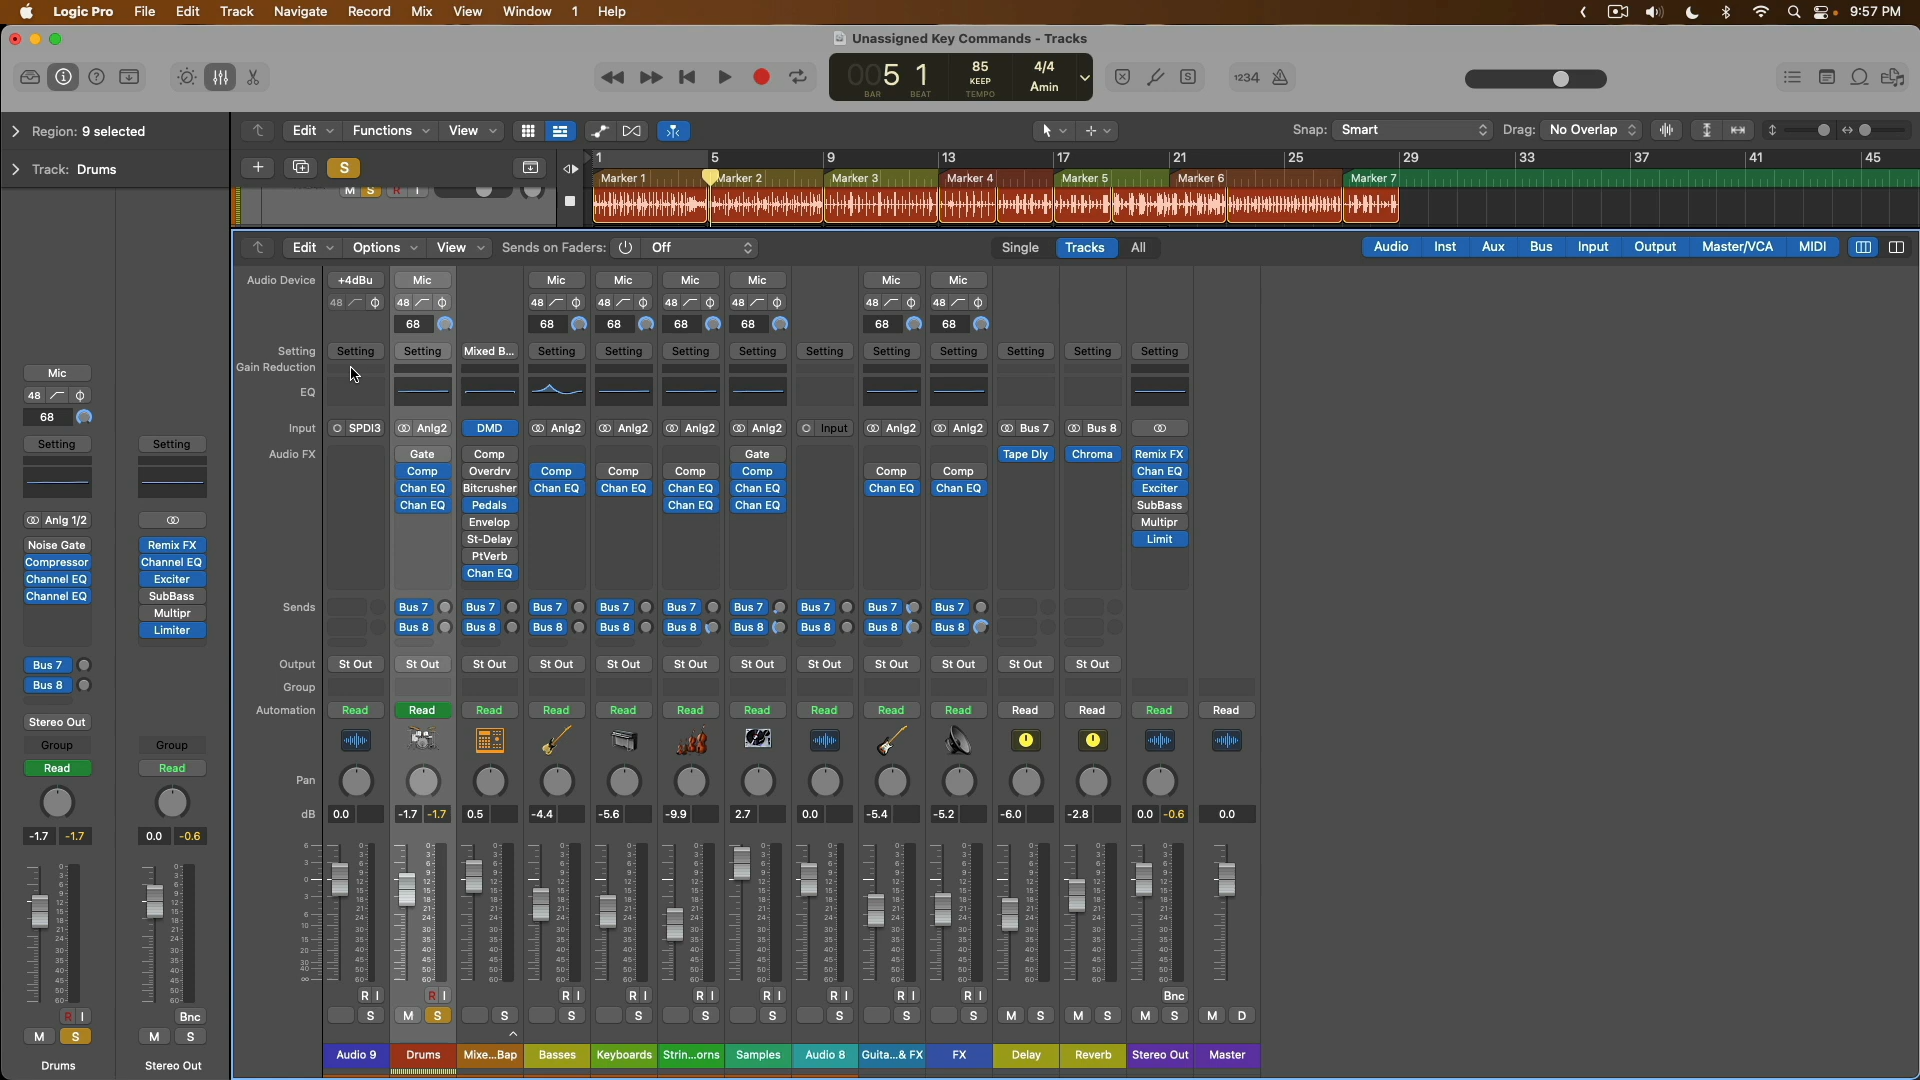 Logic Pro File Edit Track Navigate Record Mix View Window 1 Help 9:57 PM
Unassigned Key Commands - Tracks
005 1 85 4/4
KEEP Amin
BAR BEAT TEMPO
1234
Region: 9 selected
Edit Functions View Snap: Smart Drag: No Overlap
Track: Drums
S
1 5 9 13 17 21 25 29 33 37 41 45
Marker 1 Marker 2 Marker 3 Marker 4 Marker 5 Marker 6 Marker 7
M S R I
Edit Options View Sends on Faders: Off Single Tracks All Audio Inst Aux Bus Input Output Master/VCA MIDI
Audio Device +4dBu Mic Mic Mic Mic Mic Mic Mic
48 48 48 48 48 48 48 48
68 68 68 68 68 68 68
Setting Setting Setting Mixed B... Setting Setting Setting Setting Setting Setting Setting Setting Setting Setting
Gain Reduction
EQ
Input SPDI3 Anlg2 DMD Anlg2 Anlg2 Anlg2 Anlg2 Input Anlg2 Anlg2 Bus 7 Bus 8
Audio FX Gate Comp Gate Tape Dly Chroma Remix FX
Comp Overdrv Comp Comp Comp Comp Comp Comp Chan EQ
Chan EQ Bitcrusher Chan EQ Chan EQ Chan EQ Chan EQ Chan EQ Chan EQ Exciter
Chan EQ Pedals Chan EQ Chan EQ SubBass
Envelop Multipr
St-Delay Limit
PtVerb
Chan EQ
Sends Bus 7 Bus 7 Bus 7 Bus 7 Bus 7 Bus 7 Bus 7 Bus 7 Bus 7
Bus 8 Bus 8 Bus 8 Bus 8 Bus 8 Bus 8 Bus 8 Bus 8 Bus 8
Output St Out St Out St Out St Out St Out St Out St Out St Out St Out St Out St Out St Out
Group
Automation Read Read Read Read Read Read Read Read Read Read Read Read Read Read
Pan
dB 0.0 -1.7 -1.7 0.5 -4.4 -5.6 -9.9 2.7 0.0 -5.4 -5.2 -6.0 -2.8 0.0 -0.6 0.0
R I R I R I R I R I R I R I R I R I Bnc
S M S S S S S S S S S M S M S M S M D
Audio 9 Drums Mixe...Bap Basses Keyboards Strin...orns Samples Audio 8 Guita...& FX FX Delay Reverb Stereo Out Master
Mic
48
68
Setting Setting
Anlg 1/2
Noise Gate Remix FX
Compressor Channel EQ
Channel EQ Exciter
Channel EQ SubBass
Multipr
Limiter
Bus 7
Bus 8
Stereo Out
Group Group
Read Read
-1.7 -1.7 0.0 -0.6
R I Bnc
M S M S
Drums Stereo Out